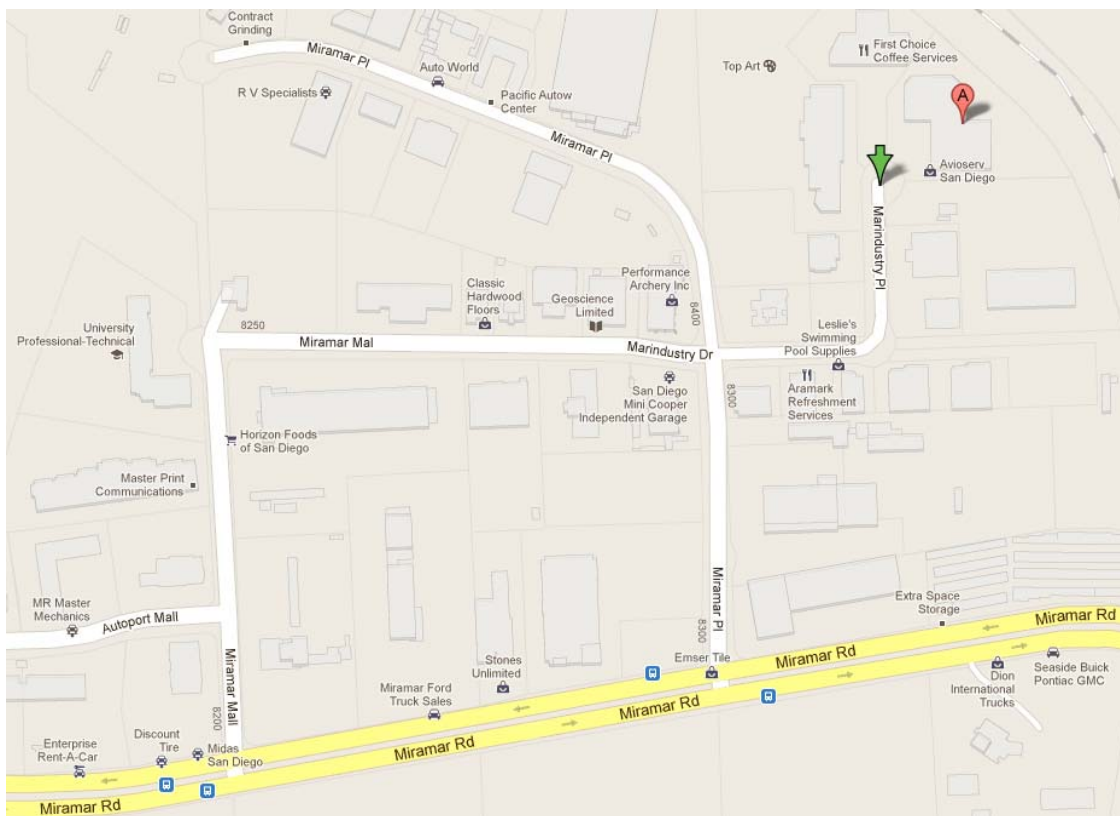 Contract
Grinding
Miramar Pl
First Choice
Coffee Services
Auto World
Top Art
R V Specialists
Pacific Autow
Center
A
Miramar Pl
Avioserv
San Diego
Marindustry Pl
Performance
Archery Inc
Classic
Hardwood
Floors
Geoscience
Limited
8400
8250
University
Professional-Technical
Miramar Mal
Marindustry Dr
Leslie's
Swimming
Pool Supplies
San Diego
Mini Cooper
Independent Garage
8300
Aramark
Refreshment
Services
Horizon Foods
of San Diego
Master Print
Communications
MR Master
Mechanics
Autoport Mall
Miramar Pl
Extra Space
Storage
Miramar Rd
8300
Miramar Mall
Stones
Unlimited
Emser Tile
Miramar Rd
Seaside Buick
Pontiac GMC
Dion
International
Trucks
Miramar Ford
Truck Sales
Miramar Rd
8200
Enterprise
Rent-A-Car
Discount
Tire
Midas
San Diego
Miramar Rd
Miramar Rd